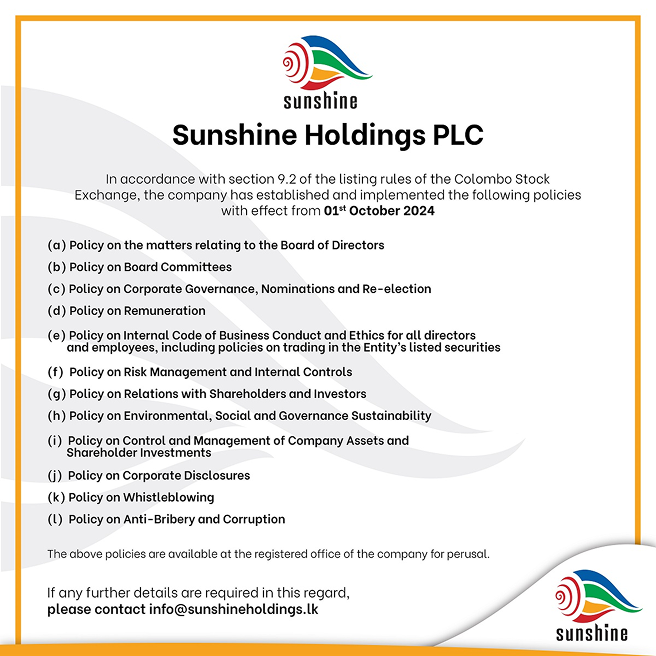 sunshine
Sunshine Holdings PLC
In accordance with section 9.2 of the listing rules of the Colombo Stock
Exchange, the company has established and implemented the following policies
with effect from 01st October 2024
(a) Policy on the matters relating to the Board of Directors
(b) Policy on Board Committees
(c) Policy on Corporate Governance, Nominations and Re-election
(d) Policy on Remuneration
(e) Policy on Internal Code of Business Conduct and Ethics for all directors
and employees, including policies on trading in the Entity's listed securities
(f) Policy on Risk Management and Internal Controls
(g) Policy on Relations with Shareholders and Investors
(h) Policy on Environmental, Social and Governance Sustainability
(i) Policy on Control and Management of Company Assets and
Shareholder Investments
(j) Policy on Corporate Disclosures
(k) Policy on Whistleblowing
(l) Policy on Anti-Bribery and Corruption
The above policies are available at the registered office of the company for perusal.
If any further details are required in this regard,
please contact info@sunshineholdings.lk
sunshine